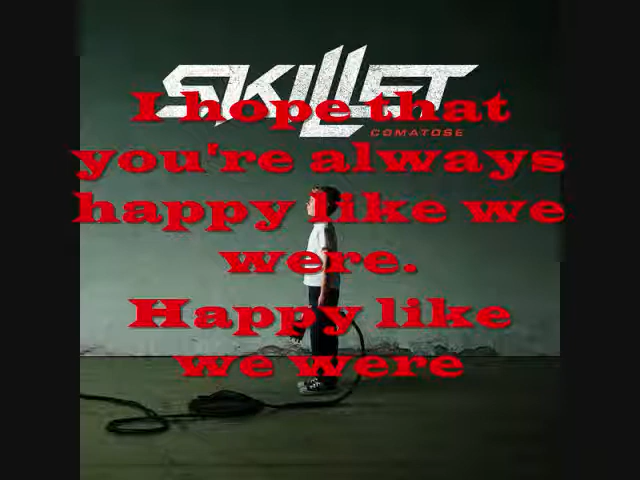 SKILLET
COMATOSE
I hope that
you're always
happy like we
were.
Happy like
we were